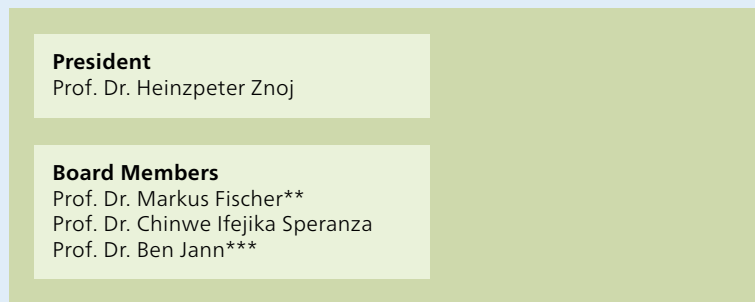 President
Prof. Dr. Heinzpeter Znoj
Board Members
Prof. Dr. Markus Fischer**
Prof. Dr. Chinwe Ifejika Speranza
Prof. Dr. Ben Jann***